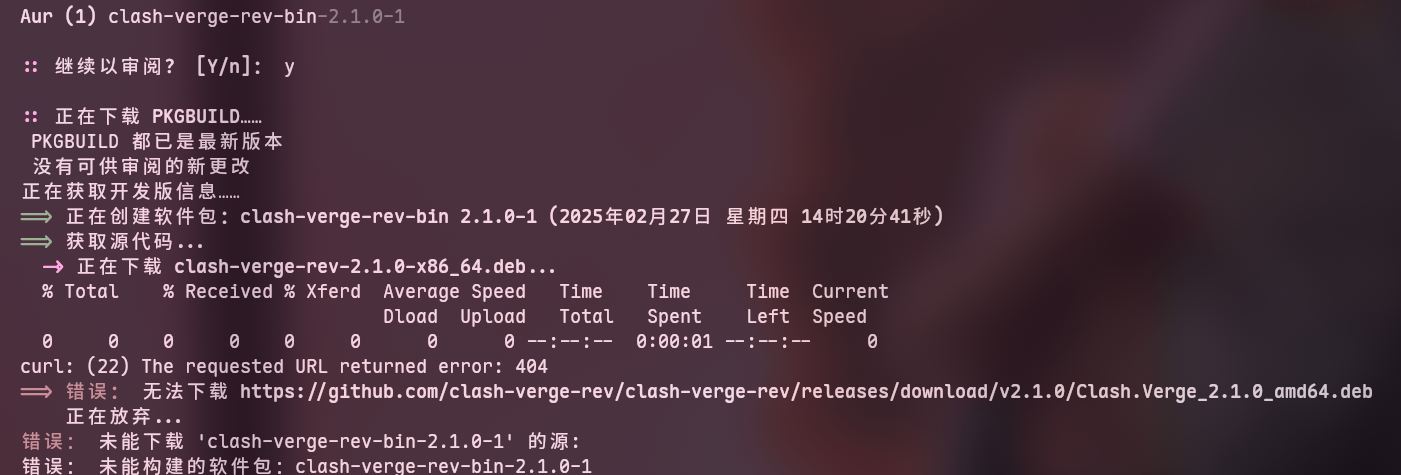 Aur (1) clash-verge-rev-bin-2.1.0-1
:: 继续以审阅? [Y/n]: y
:: 正在下载 PKGBUILD……
PKGBUILD 都已是最新版本
没有可供审阅的新更改
正在获取开发版信息……
==> 正在创建软件包: clash-verge-rev-bin 2.1.0-1 (2025年02月27日 星期四 14时20分41秒)
==> 获取源代码...
-> 正在下载 clash-verge-rev-2.1.0-x86_64.deb...
% Total % Received % Xferd Average Speed Time Time Time Current
Dload Upload Total Spent Left Speed
0 0 0 0 0 0 0 0 --:--:-- 0:00:01 --:--:-- 0
curl: (22) The requested URL returned error: 404
==> 错误: 无法下载 https://github.com/clash-verge-rev/clash-verge-rev/releases/download/v2.1.0/Clash.Verge_2.1.0_amd64.deb
正在放弃...
错误: 未能下载 'clash-verge-rev-bin-2.1.0-1' 的源:
错误: 未能构建的软件包: clash-verge-rev-bin-2.1.0-1